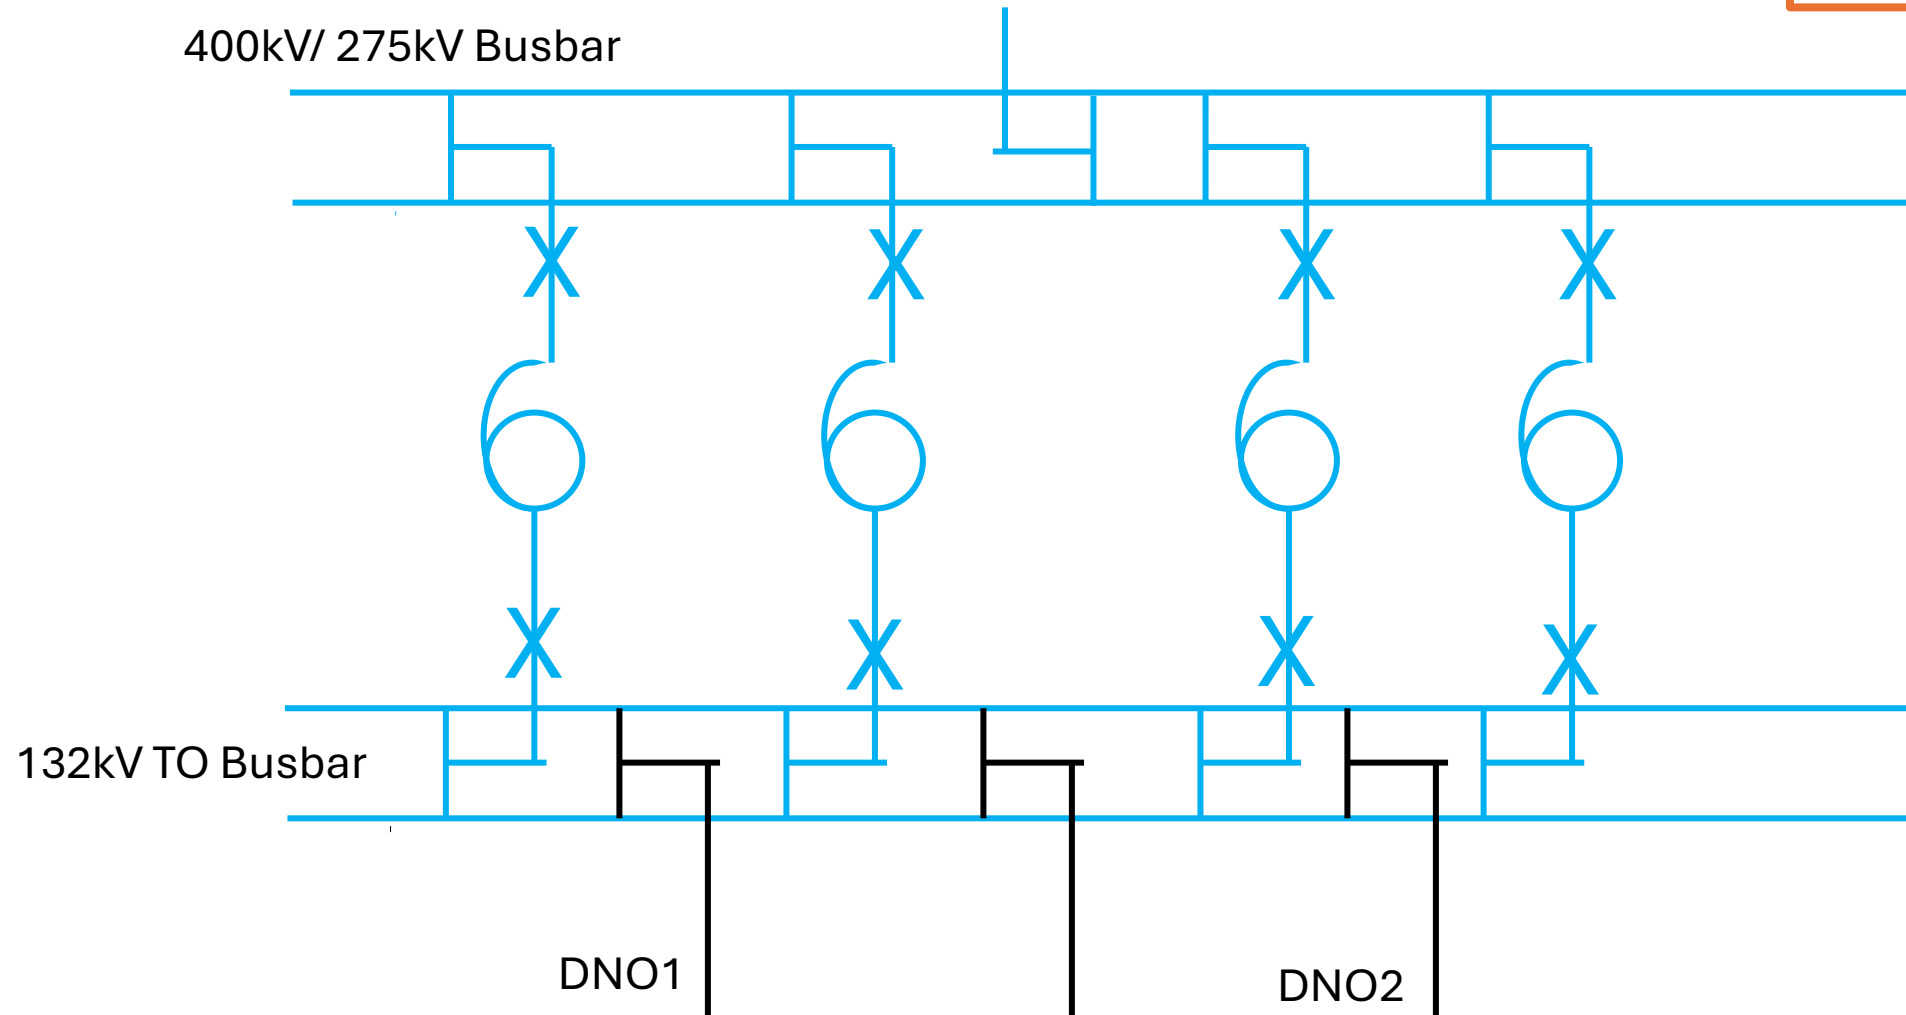 400kV/ 275kV Busbar
X X X X
X X X X
132kV TO Busbar
DNO1
DNO2